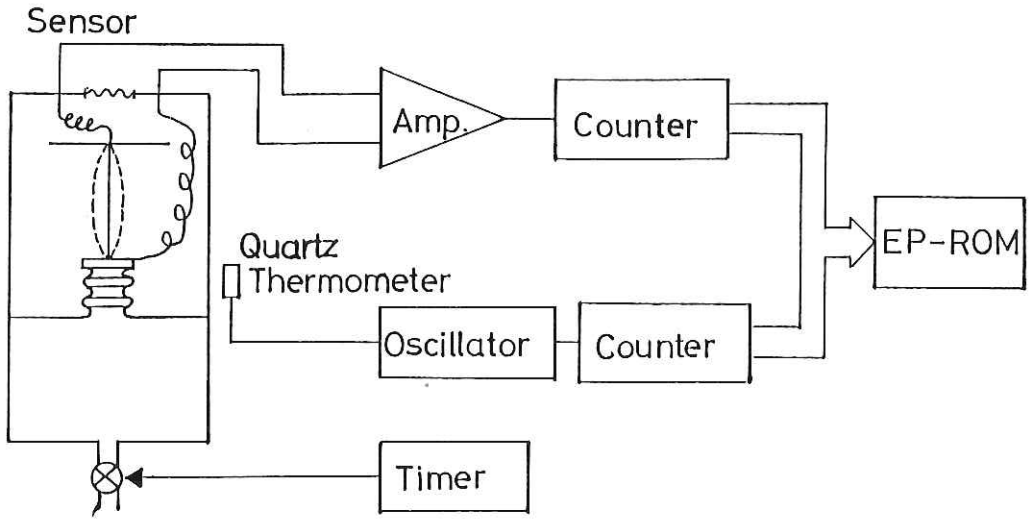 Sensor
Amp.
Counter
EP-ROM
Quartz
Thermometer
Oscillator
Counter
Timer